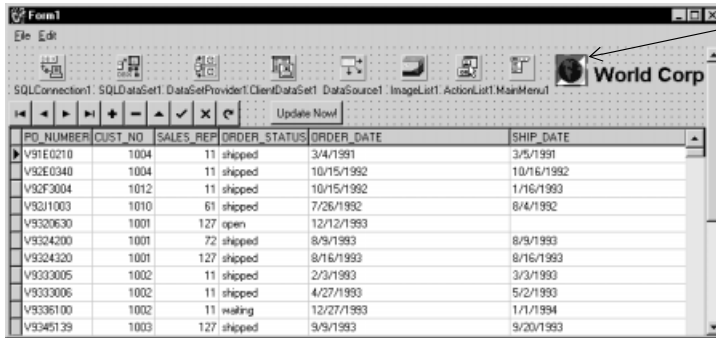 Form1
File Edit
SQLConnection1 SQLDataSet1 DataSetProvider1 ClientDataSet1 DataSource1 ImageList1 ActionList1 MainMenu1 World Corp
Update Now!
PO_NUMBER CUST_NO SALES_REP ORDER_STATUS ORDER_DATE SHIP_DATE
V91E0210 1004 11 shipped 3/4/1991 3/5/1991
V92E0340 1004 11 shipped 10/15/1992 10/16/1992
V92F3004 1012 11 shipped 10/15/1992 1/16/1993
V92J1003 1010 61 shipped 7/26/1992 8/4/1992
V9320630 1001 127 open 12/12/1993
V9324200 1001 72 shipped 8/9/1993 8/9/1993
V9324320 1001 127 shipped 8/16/1993 8/16/1993
V9333005 1002 11 shipped 2/3/1993 3/3/1993
V9333006 1002 11 shipped 4/27/1993 5/2/1993
V9336100 1002 11 waiting 12/27/1993 1/1/1994
V9345139 1003 127 shipped 9/9/1993 9/20/1993